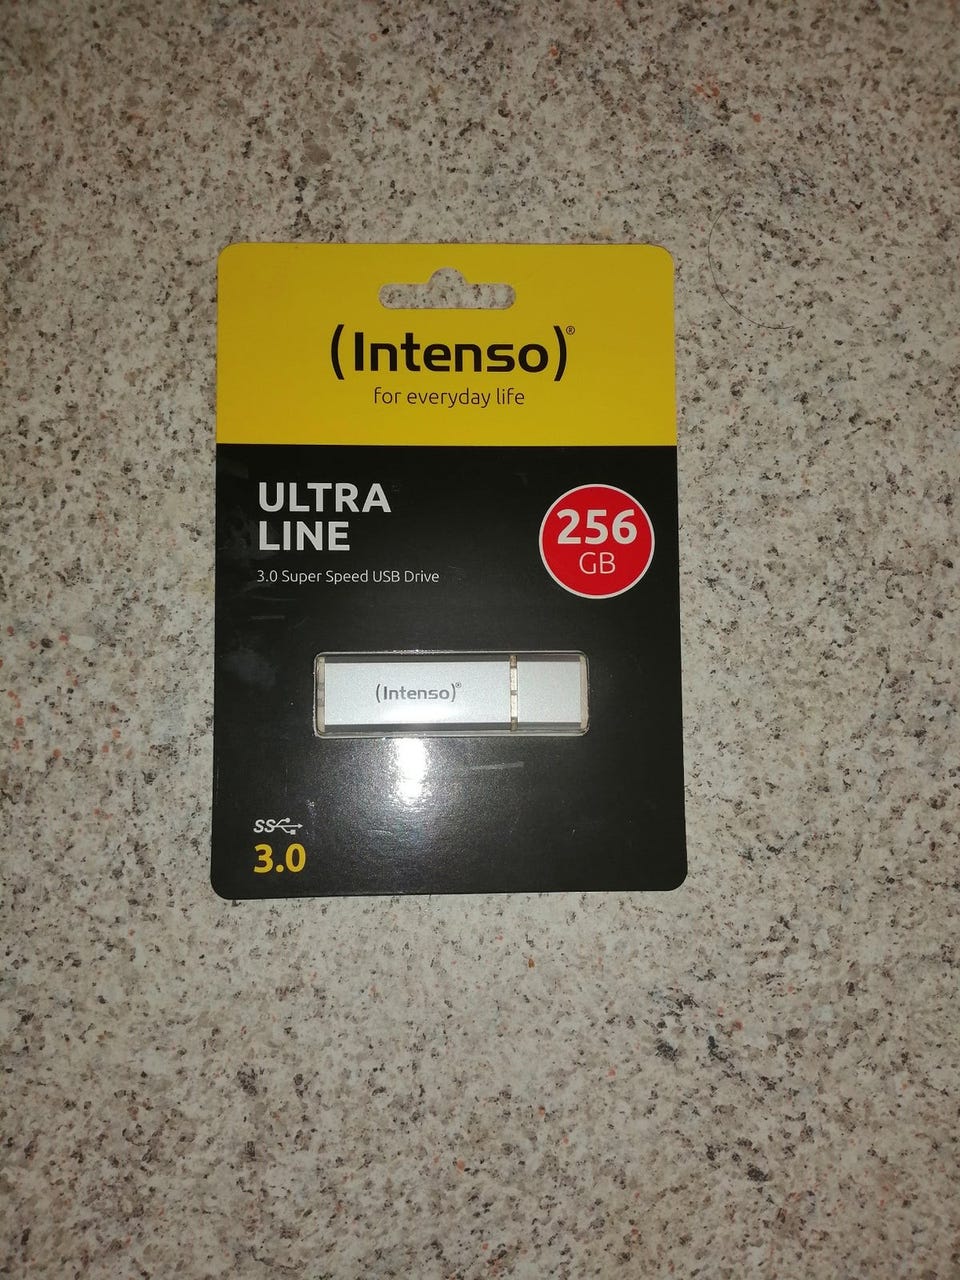 (Intenso)®
for everyday life
ULTRA
LINE
256
GB
3.0 Super Speed USB Drive
(Intenso)®
SS
3.0